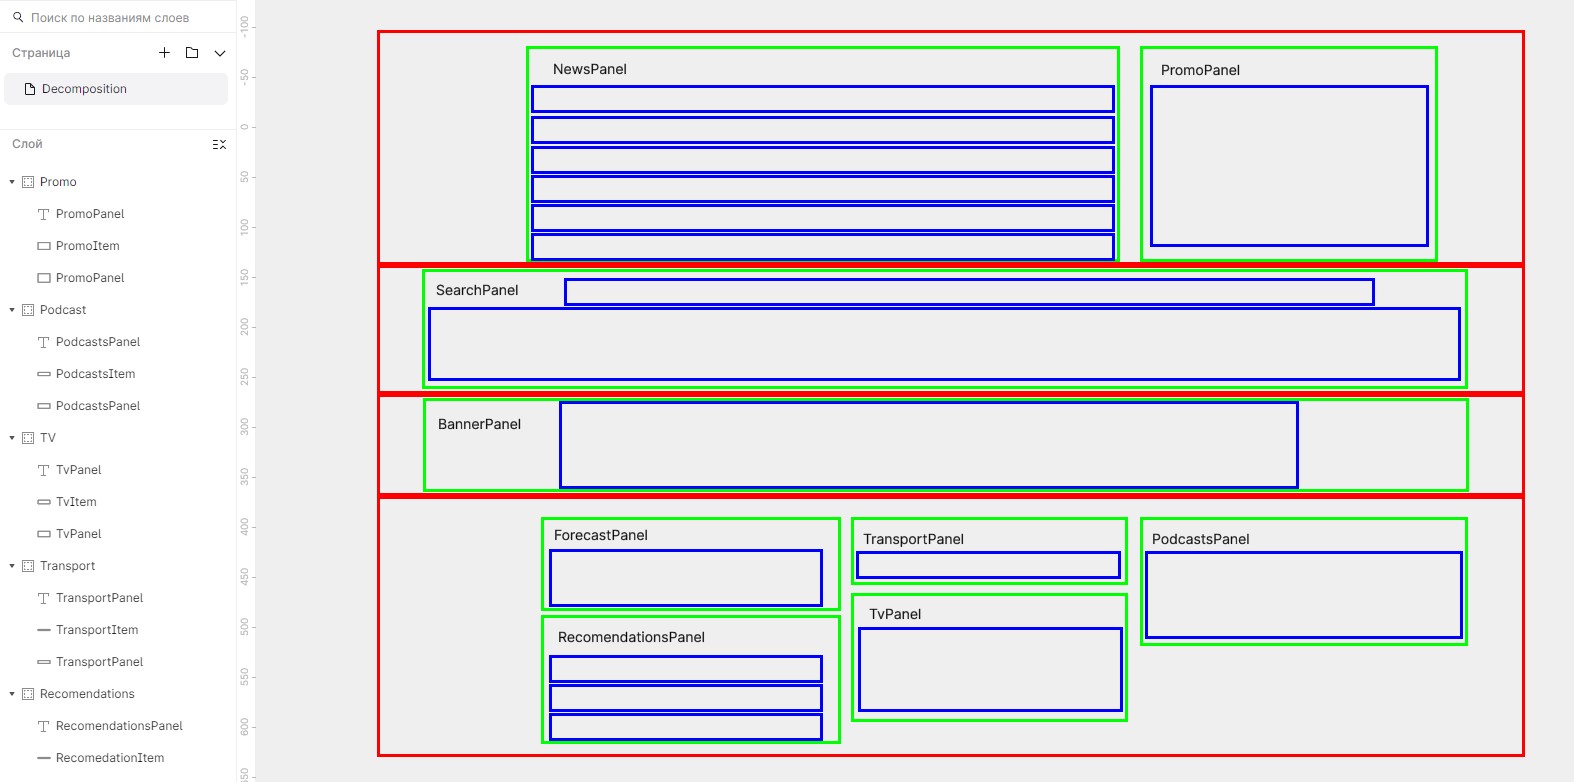 Поиск по названиям слоев
Страница
Decomposition
Слой
Promo
PromoPanel
PromoItem
PromoPanel
Podcast
PodcastsPanel
PodcastsItem
PodcastsPanel
TV
TvPanel
TvItem
TvPanel
Transport
TransportPanel
TransportItem
TransportPanel
Recomendations
RecomendationsPanel
RecomedationItem
-100
-50
0
50
100
150
200
250
300
350
400
450
500
550
600
NewsPanel
PromoPanel
SearchPanel
BannerPanel
ForecastPanel
TransportPanel
PodcastsPanel
TvPanel
RecomendationsPanel